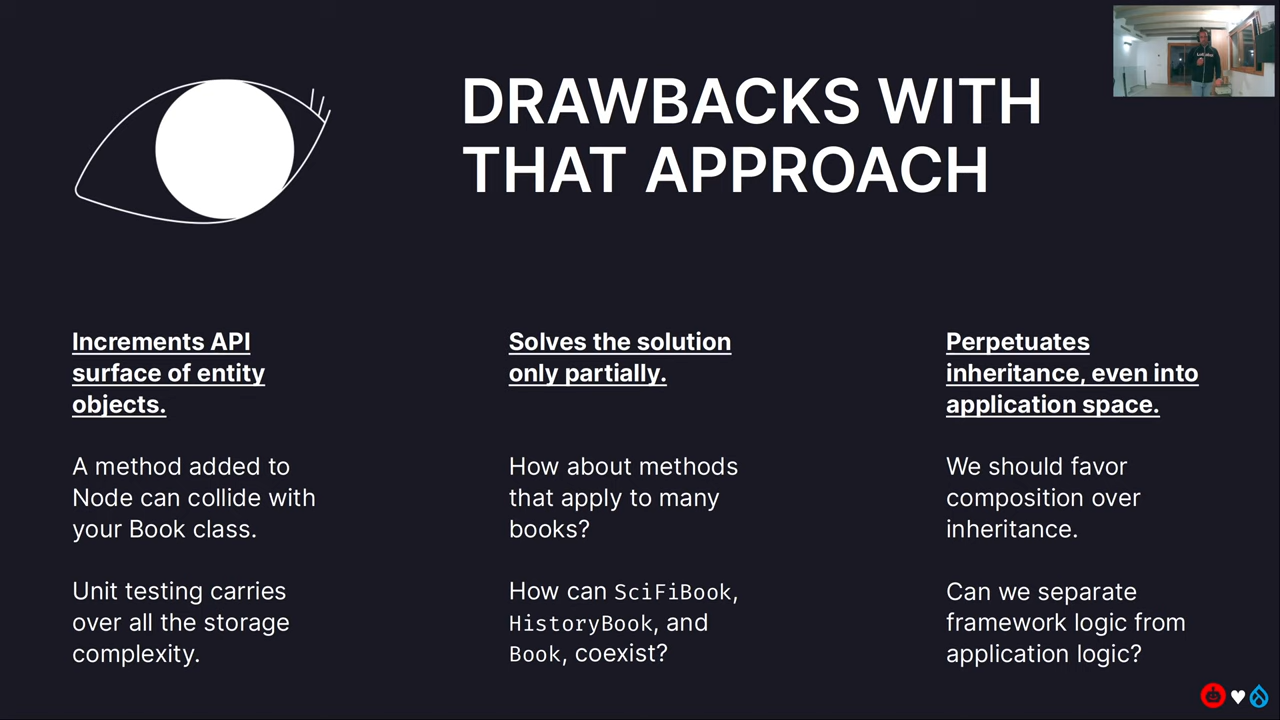 DRAWBACKS WITH
THAT APPROACH
Increments API
surface of entity
objects.
A method added to
Node can collide with
your Book class.
Unit testing carries
over all the storage
complexity.
Solves the solution
only partially.
How about methods
that apply to many
books?
How can SciFiBook,
HistoryBook, and
Book, coexist?
Perpetuates
inheritance, even into
application space.
We should favor
composition over
inheritance.
Can we separate
framework logic from
application logic?